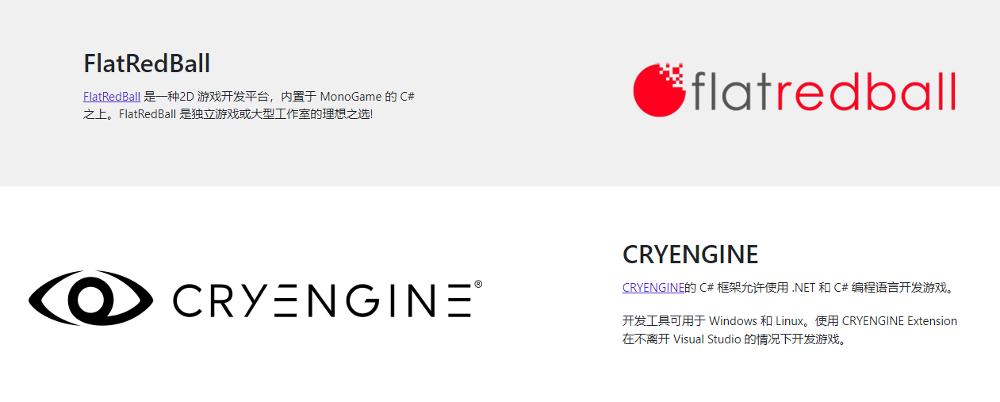 FlatRedBall
FlatRedBall 是一种2D 游戏开发平台，内置于 MonoGame 的 C#
之上。FlatRedBall 是独立游戏或大型工作室的理想之选!
flatredball
CRYENGINE®
CRYENGINE
CRYENGINE的 C# 框架允许使用 .NET 和 C# 编程语言开发游戏。
开发工具可用于 Windows 和 Linux。使用 CRYENGINE Extension
在不离开 Visual Studio 的情况下开发游戏。